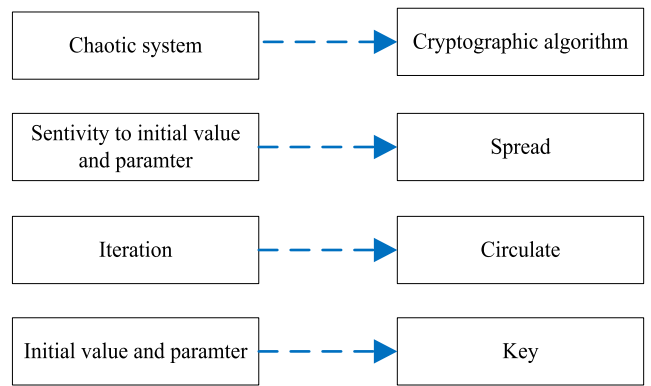 Chaotic system
Cryptographic algorithm
Sentivity to initial value
and paramter
Spread
Iteration
Circulate
Initial value and paramter
Key